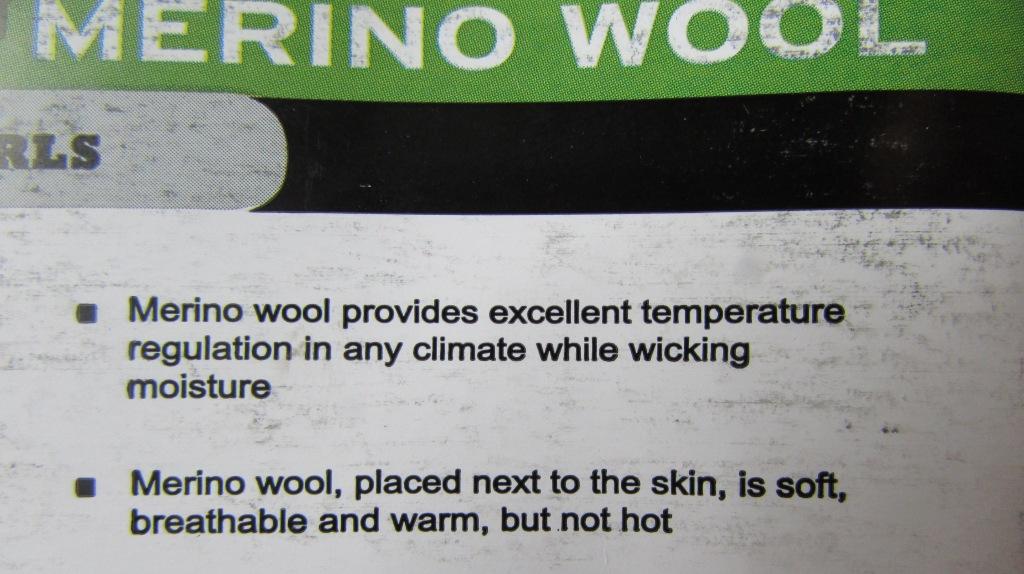 MERINO WOOL
RLS
▪ Merino wool provides excellent temperature
regulation in any climate while wicking
moisture
▪ Merino wool, placed next to the skin, is soft,
breathable and warm, but not hot